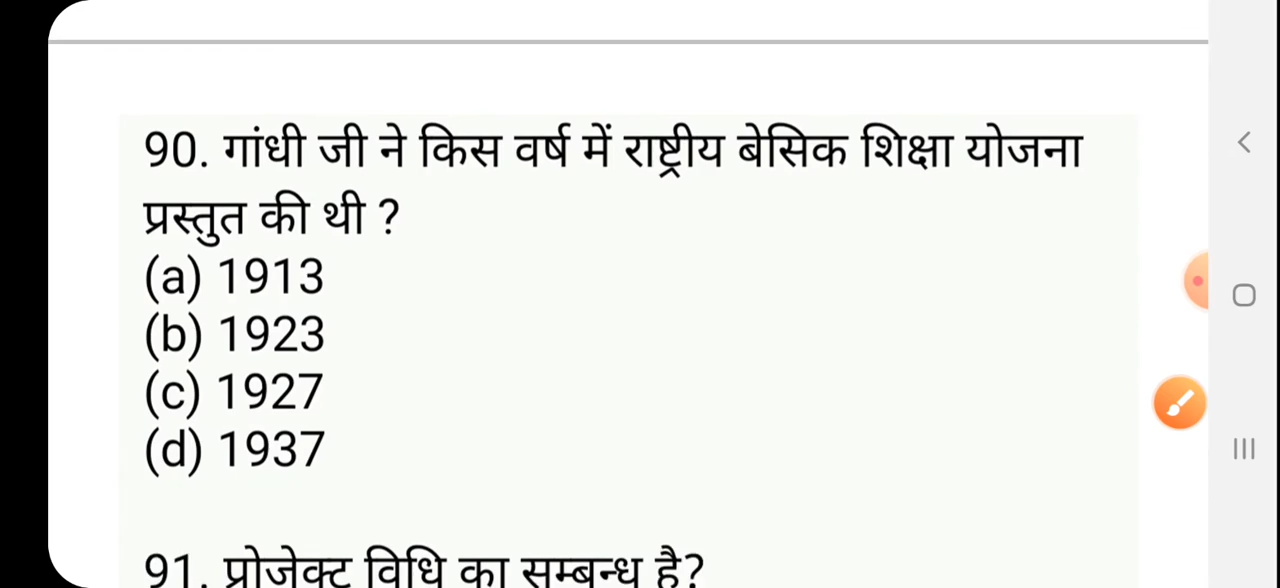 90. गांधी जी ने किस वर्ष में राष्ट्रीय बेसिक शिक्षा योजना
प्रस्तुत की थी ?
(a) 1913
(b) 1923
(c) 1927
(d) 1937
91. प्रोजेक्ट विधि का सम्बन्ध है?